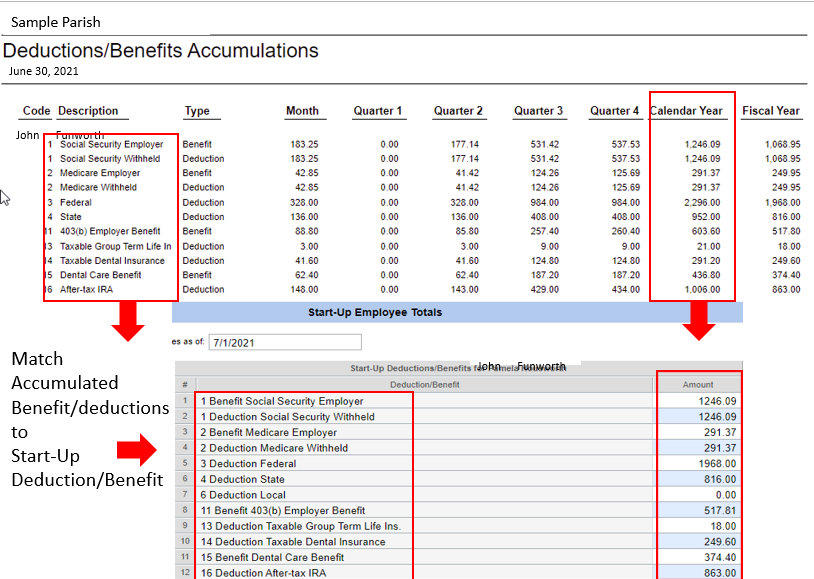 Sample Parish
Deductions/Benefits Accumulations
June 30, 2021
Code Description Type Month Quarter 1 Quarter 2 Quarter 3 Quarter 4 Calendar Year Fiscal Year
John Funworth
1 Social Security Employer Benefit 183.25 0.00 177.14 531.42 537.53 1,246.09 1,068.95
1 Social Security Withheld Deduction 183.25 0.00 177.14 531.42 537.53 1,246.09 1,068.95
2 Medicare Employer Benefit 42.85 0.00 41.42 124.26 125.69 291.37 249.95
2 Medicare Withheld Deduction 42.85 0.00 41.42 124.26 125.69 291.37 249.95
3 Federal Deduction 328.00 0.00 328.00 984.00 984.00 2,296.00 1,968.00
4 State Deduction 136.00 0.00 136.00 408.00 408.00 952.00 816.00
11 403(b) Employer Benefit Benefit 88.80 0.00 85.80 257.40 260.40 603.60 517.80
13 Taxable Group Term Life In Deduction 3.00 0.00 3.00 9.00 9.00 21.00 18.00
14 Taxable Dental Insurance Deduction 41.60 0.00 41.60 124.80 124.80 291.20 249.60
15 Dental Care Benefit Benefit 62.40 0.00 62.40 187.20 187.20 436.80 374.40
16 After-tax IRA Deduction 148.00 0.00 143.00 429.00 434.00 1,006.00 863.00
Start-Up Employee Totals
es as of: 7/1/2021
Match
Accumulated
Benefit/deductions
to
Start-Up
Deduction/Benefit
Start-Up Deductions/Benefits for John Funworth
# Deduction/Benefit Amount
1 1 Benefit Social Security Employer 1246.09
2 1 Deduction Social Security Withheld 1246.09
3 2 Benefit Medicare Employer 291.37
4 2 Deduction Medicare Withheld 291.37
5 3 Deduction Federal 1968.00
6 4 Deduction State 816.00
7 6 Deduction Local 0.00
8 11 Benefit 403(b) Employer Benefit 517.81
9 13 Deduction Taxable Group Term Life Ins. 18.00
10 14 Deduction Taxable Dental Insurance 249.60
11 15 Benefit Dental Care Benefit 374.40
12 16 Deduction After-tax IRA 863.00